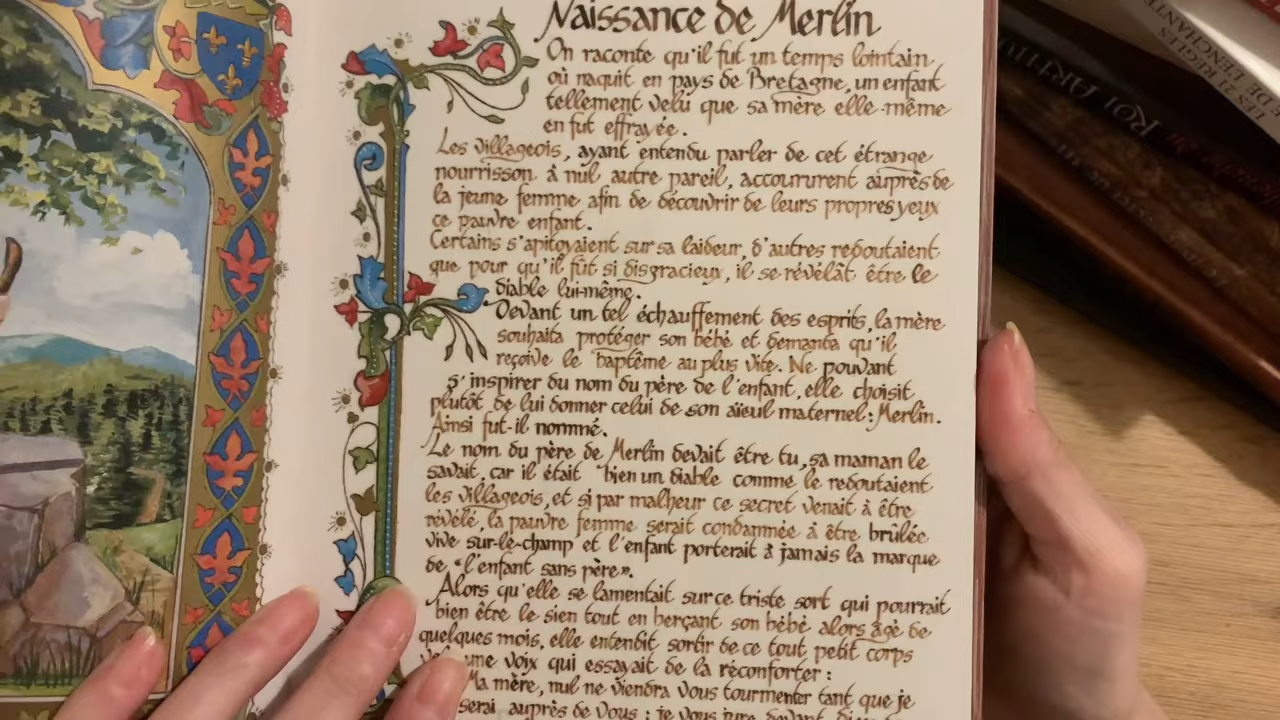 Naissance de Merlin
On raconte qu'il fut un temps lointain
où naquit en pays de Bretagne, un enfant
tellement velu que sa mère elle-même
en fut effrayée.
Les villageois, ayant entendu parler de cet étrange
nourrisson à nul autre pareil, accoururent auprès de
la jeune femme afin de découvrir de leurs propres yeux
ce pauvre enfant.
Certains s'apitoyaient sur sa laideur, d'autres redoutaient
que pour qu'il fût si disgracieux, il se révélât être le
diable lui-même.
Devant un tel échauffement des esprits, la mère
souhaita protéger son bébé et demanda qu'il
reçoive le baptême au plus vite. Ne pouvant
s'inspirer du nom du père de l'enfant, elle choisit
plutôt de lui donner celui de son aïeul maternel : Merlin.
Ainsi fut-il nommé.
Le nom du père de Merlin devait être tu, sa maman le
savait, car il était bien un diable comme le redoutaient
les villageois, et si par malheur ce secret venait à être
révélé, la pauvre femme serait condamnée à être brûlée
vive sur-le-champ et l'enfant porterait à jamais la marque
de "l'enfant sans père".
Alors qu'elle se lamentait sur ce triste sort qui pourrait
bien être le sien tout en berçant son bébé alors âgé de
quelques mois, elle entendit sortir de ce tout petit corps
une voix qui essayait de la réconforter :
Ma mère, nul ne viendra vous tourmenter tant que je
serai auprès de vous ; je vous jure devant
LES 21 RÈGLES
DE L'ENCHANTE
ROI ARTHU